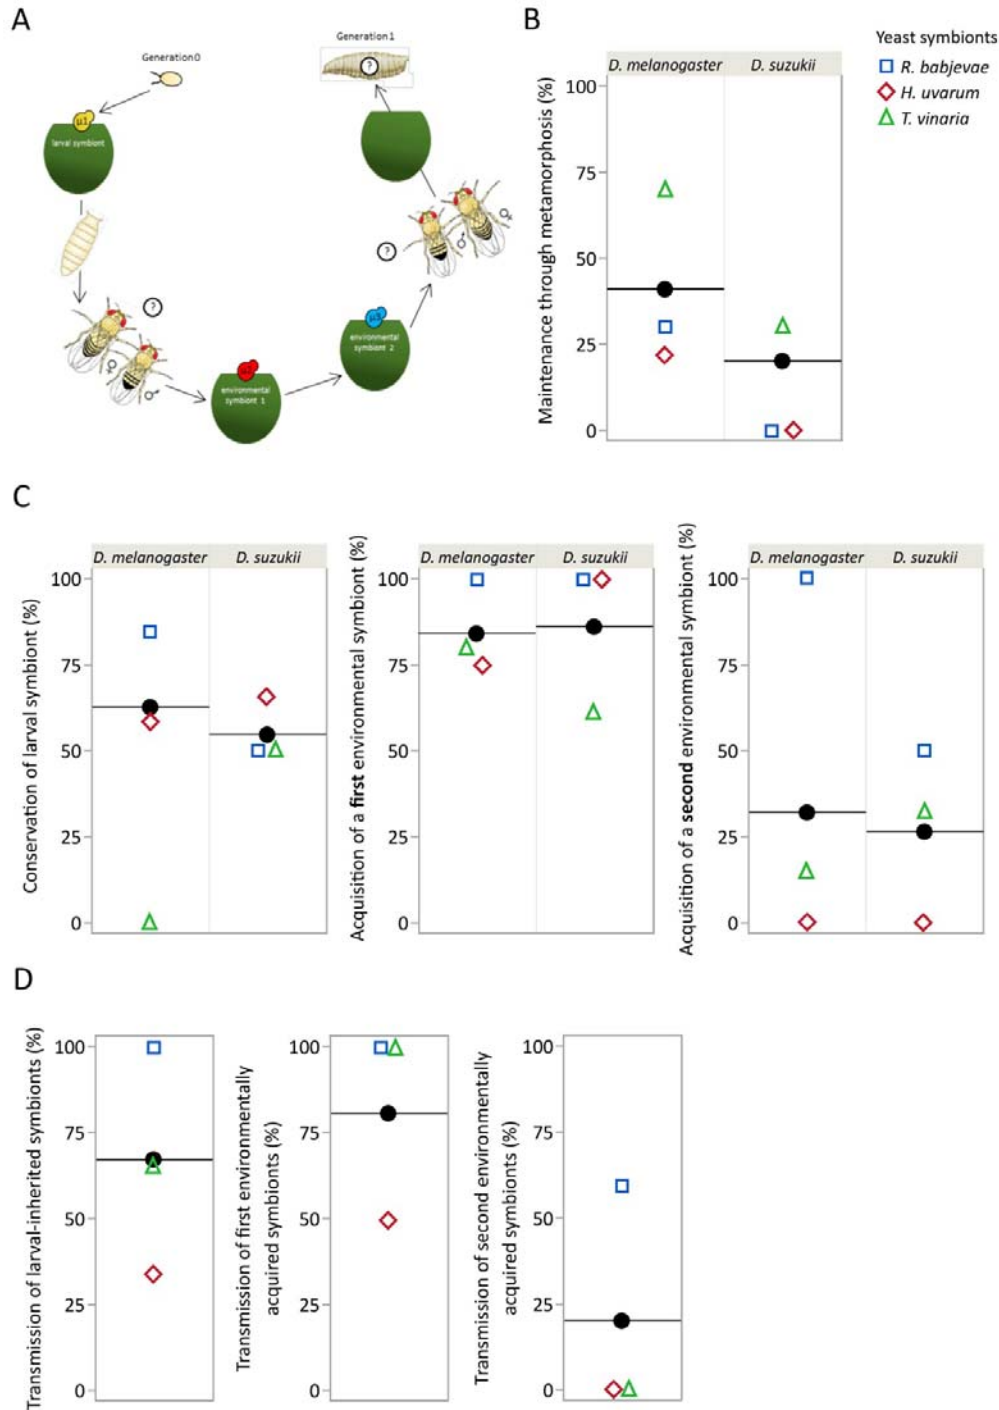 A
Generation 0
Generation 1
?
μ1
larval symbiont
?
?
♀
♂
♂
environmental
symbiont 1
μ3
environmental
symbiont 2
B
Yeast symbionts
R. babjevae
H. uvarum
T. vinaria
D. melanogaster
D. suzukii
Maintenance through metamorphosis (%)
100
75
50
25
0
C
D. melanogaster
D. suzukii
Conservation of larval symbiont (%)
100
75
50
25
0
D. melanogaster
D. suzukii
Acquisition of a first environmental symbiont (%)
100
75
50
25
0
D. melanogaster
D. suzukii
Acquisition of a second environmental symbiont (%)
100
75
50
25
0
D
Transmission of larval-inherited symbionts (%)
100
75
50
25
0
Transmission of first environmentally
acquired symbionts (%)
100
75
50
25
0
Transmission of second environmentally
acquired symbionts (%)
100
75
50
25
0